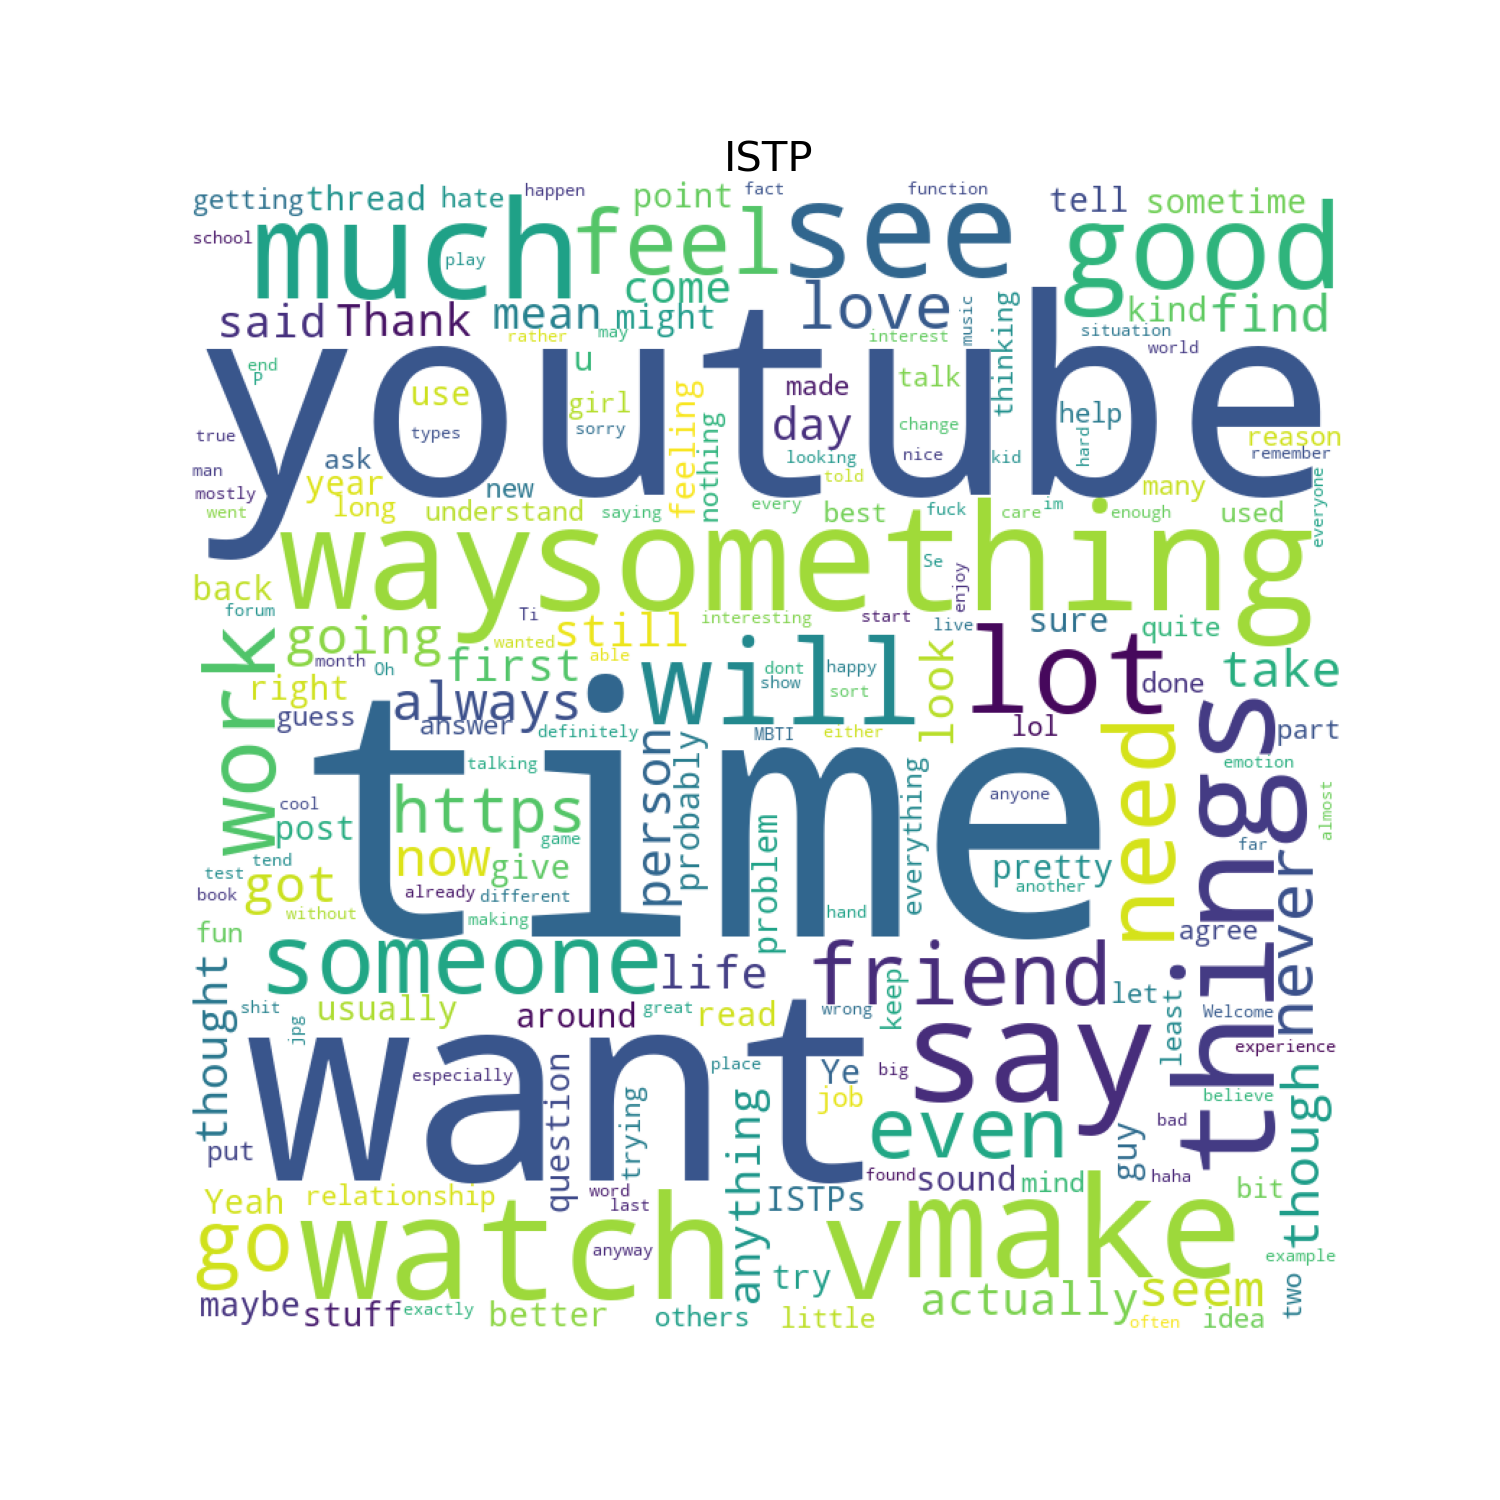 ISTP
getting thread hate happen point fact function tell sometime
school much play feel see good
come
said Thank mean might love music thinking kind find
rather may interest situation world
youtube
end p u made talk
use girl feeling day help
true types sorry nothing change hard reason
man ask looking nice kid remember
mostly year new told many everyone
went long understand saying every best fuck care im enough used
way something
back Se enjoy
forum Ti interesting start
going wanted still live sure quite
work month Oh first able dont happy look lot take
right show sort done
guess always will
answer definitely MBTI either lol need things part
talking person probably everything emotion
time
cool https anyone almost
post game problem far
tend now give pretty
test got already different another
book without making hand never
fun agree
someone life friend
thought shit jpg usually around great read wrong keep let least Welcome
want say experience
especially place Ye big
question trying anything job believe
put even bad though
guy
found sound mind haha
Yeah relationship word last ISTPs bit
go watch v make
anyway example
try seem two
maybe stuff exactly better others little actually often idea